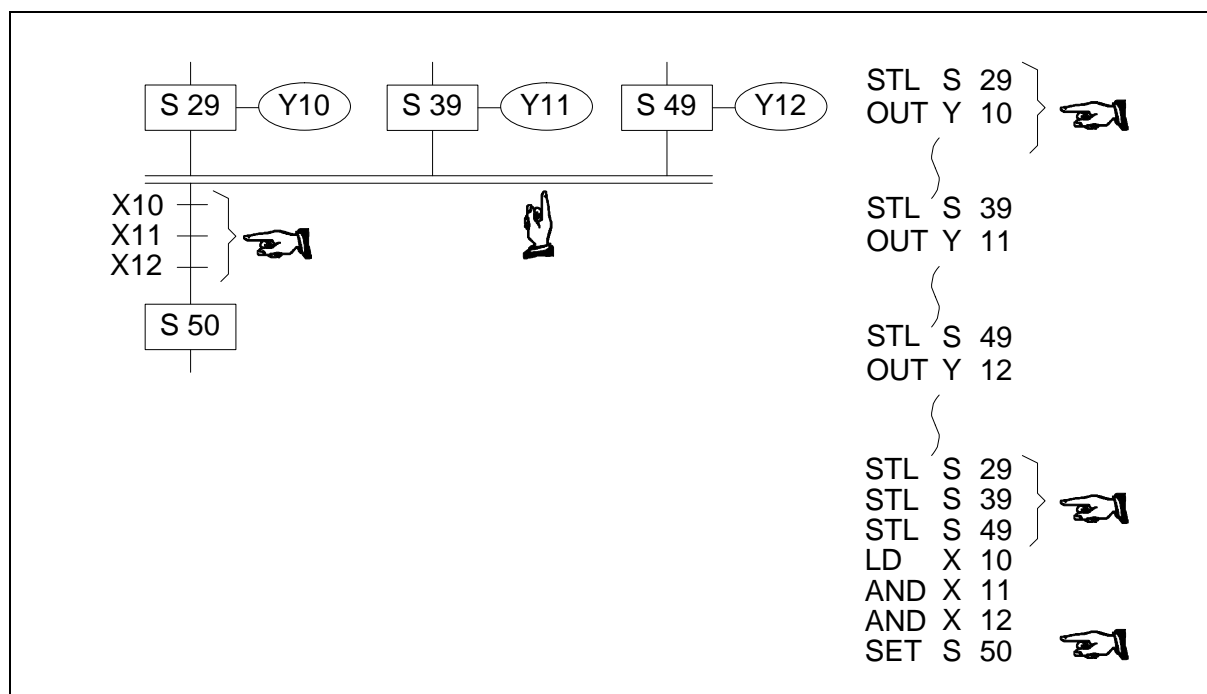 S 29 Y10 S 39 Y11 S 49 Y12
X10
X11
X12
S 50
STL S 29
OUT Y 10
STL S 39
OUT Y 11
STL S 49
OUT Y 12
STL S 29
STL S 39
STL S 49
LD X 10
AND X 11
AND X 12
SET S 50